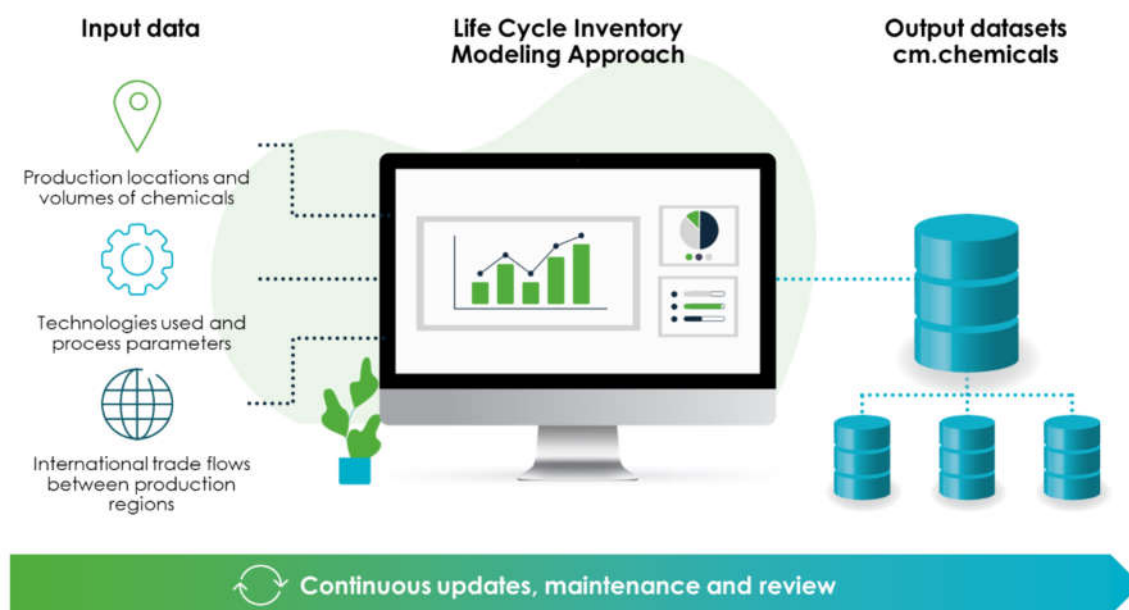 Input data
Production locations and
volumes of chemicals
Technologies used and
process parameters
International trade flows
between production
regions
Life Cycle Inventory
Modeling Approach
Output datasets
cm.chemicals
Continuous updates, maintenance and review